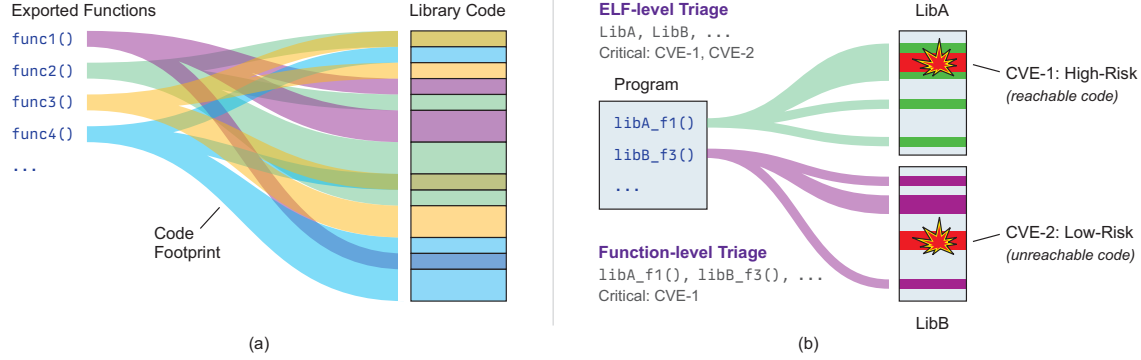 Exported Functions
Library Code
func1()
func2()
func3()
func4()
...
Code
Footprint
(a)
ELF-level Triage
LibA, LibB, ...
Critical: CVE-1, CVE-2
Program
libA_f1()
libB_f3()
...
Function-level Triage
libA_f1(), libB_f3(), ...
Critical: CVE-1
LibA
CVE-1: High-Risk
(reachable code)
CVE-2: Low-Risk
(unreachable code)
LibB
(b)